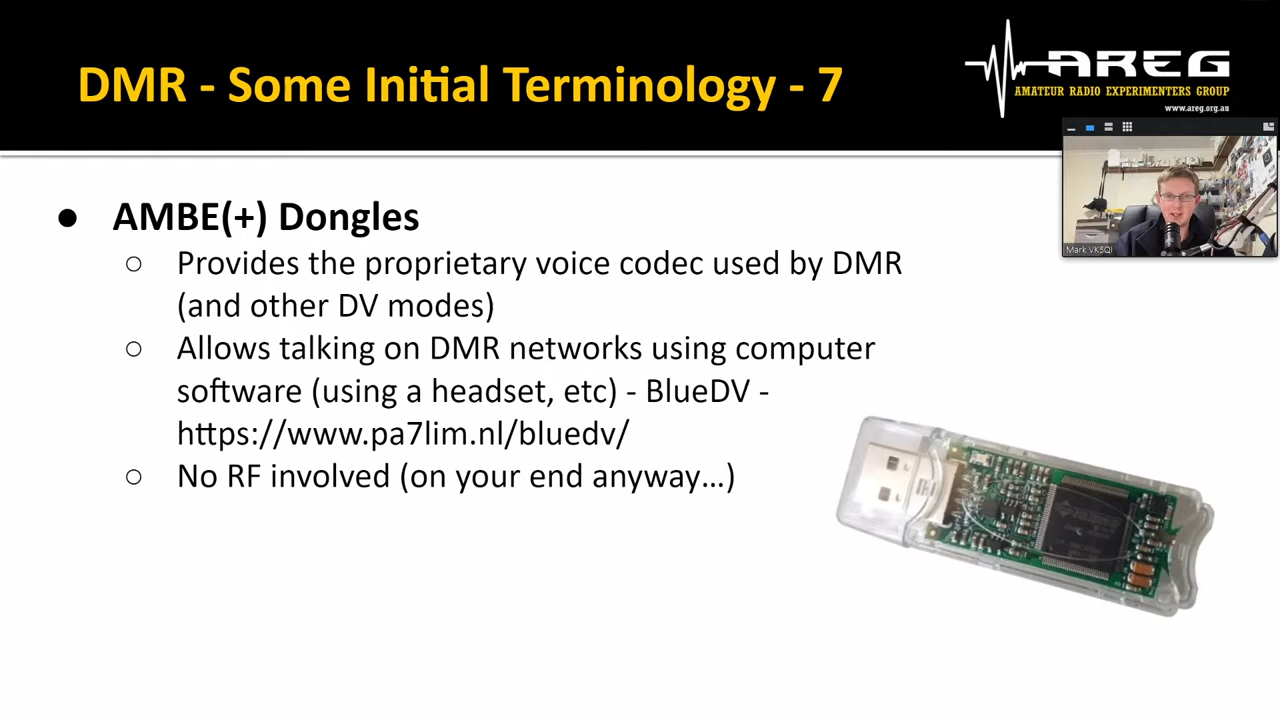 DMR - Some Initial Terminology - 7
AREG
AMATEUR RADIO EXPERIMENTERS GROUP
www.areg.org.au
Mark VK5QI
● AMBE(+) Dongles
○ Provides the proprietary voice codec used by DMR
(and other DV modes)
○ Allows talking on DMR networks using computer
software (using a headset, etc) - BlueDV -
https://www.pa7lim.nl/bluedv/
○ No RF involved (on your end anyway…)